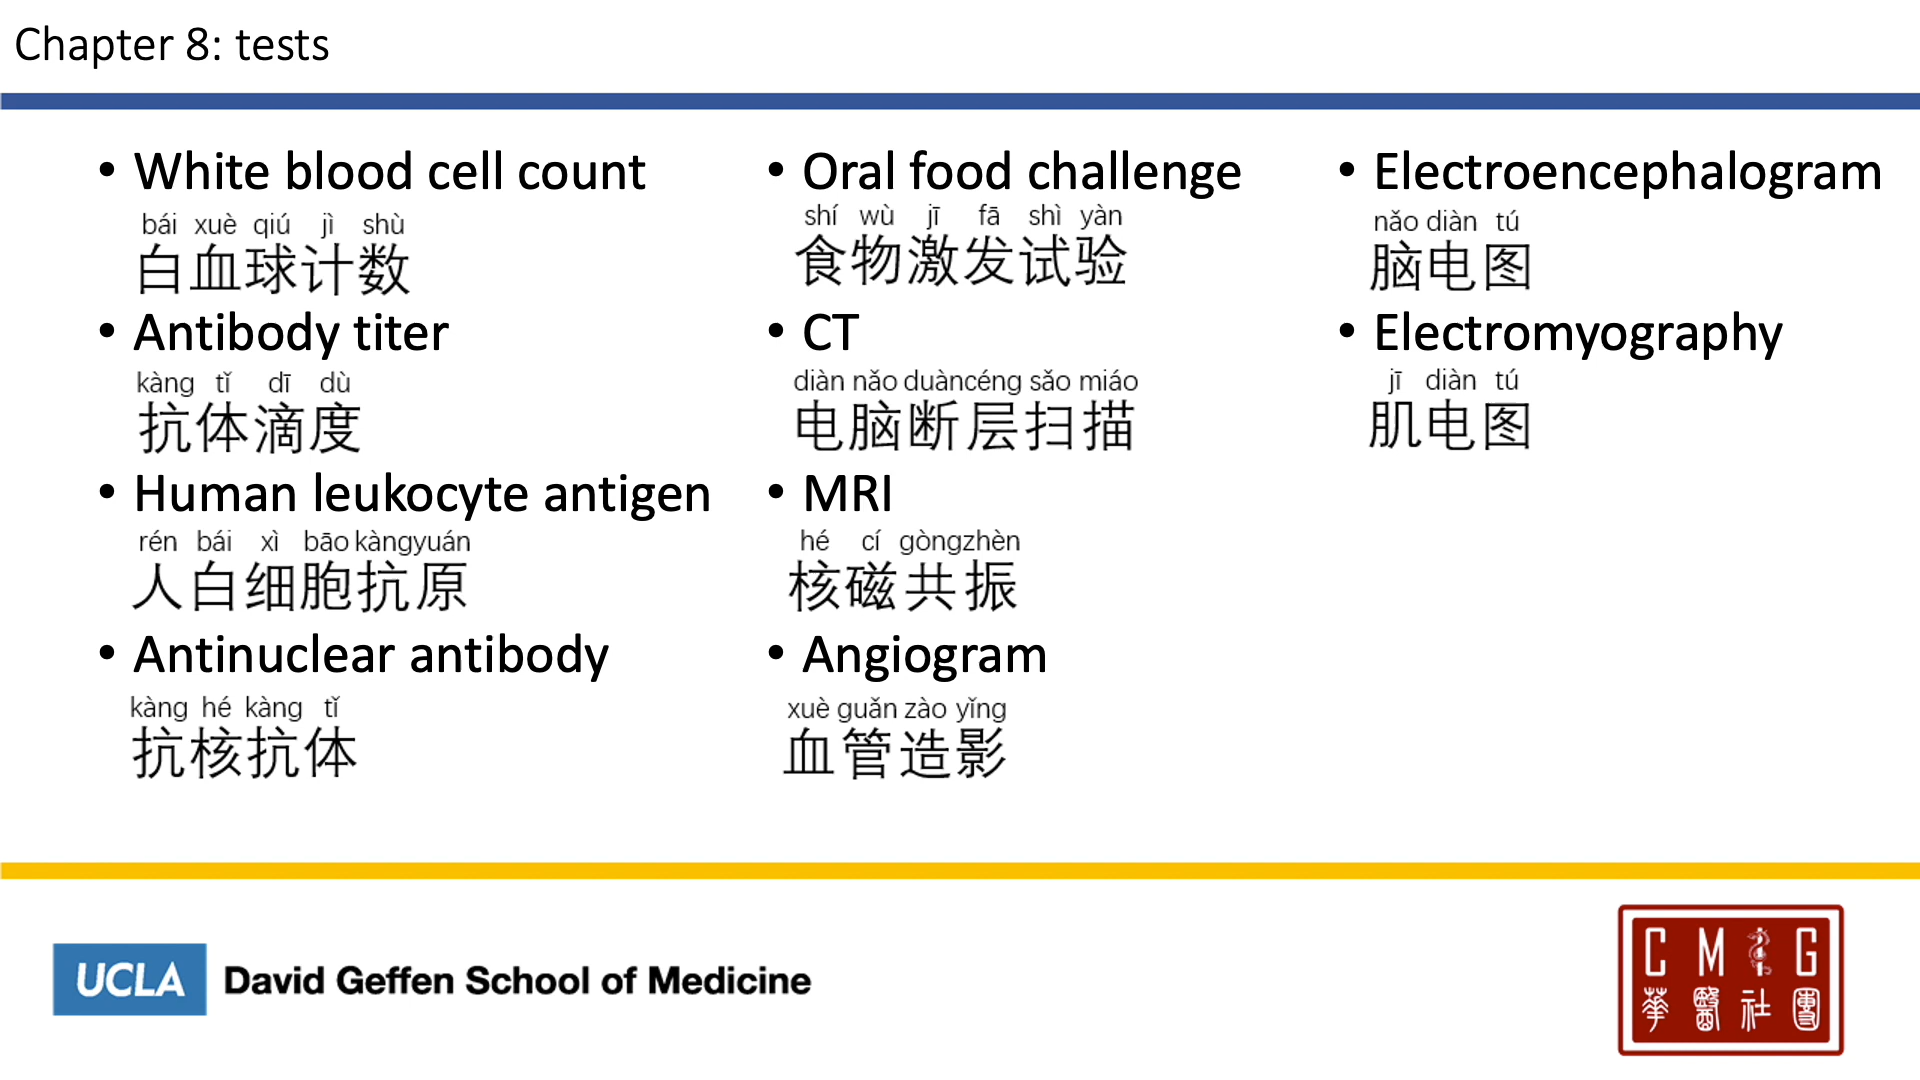 Chapter 8: tests
• White blood cell count
bái xuè qiú jì shù
白血球计数
• Antibody titer
kàng tǐ dī dù
抗体滴度
• Human leukocyte antigen
rén bái xì bāo kàngyuán
人白细胞抗原
• Antinuclear antibody
kàng hé kàng tǐ
抗核抗体
• Oral food challenge
shí wù jī fā shì yàn
食物激发试验
• CT
diàn nǎo duàncéng sǎo miáo
电脑断层扫描
• MRI
hé cí gòngzhèn
核磁共振
• Angiogram
xuè guǎn zào yǐng
血管造影
• Electroencephalogram
nǎo diàn tú
脑电图
• Electromyography
jī diàn tú
肌电图
UCLA David Geffen School of Medicine
C M G
華醫社團